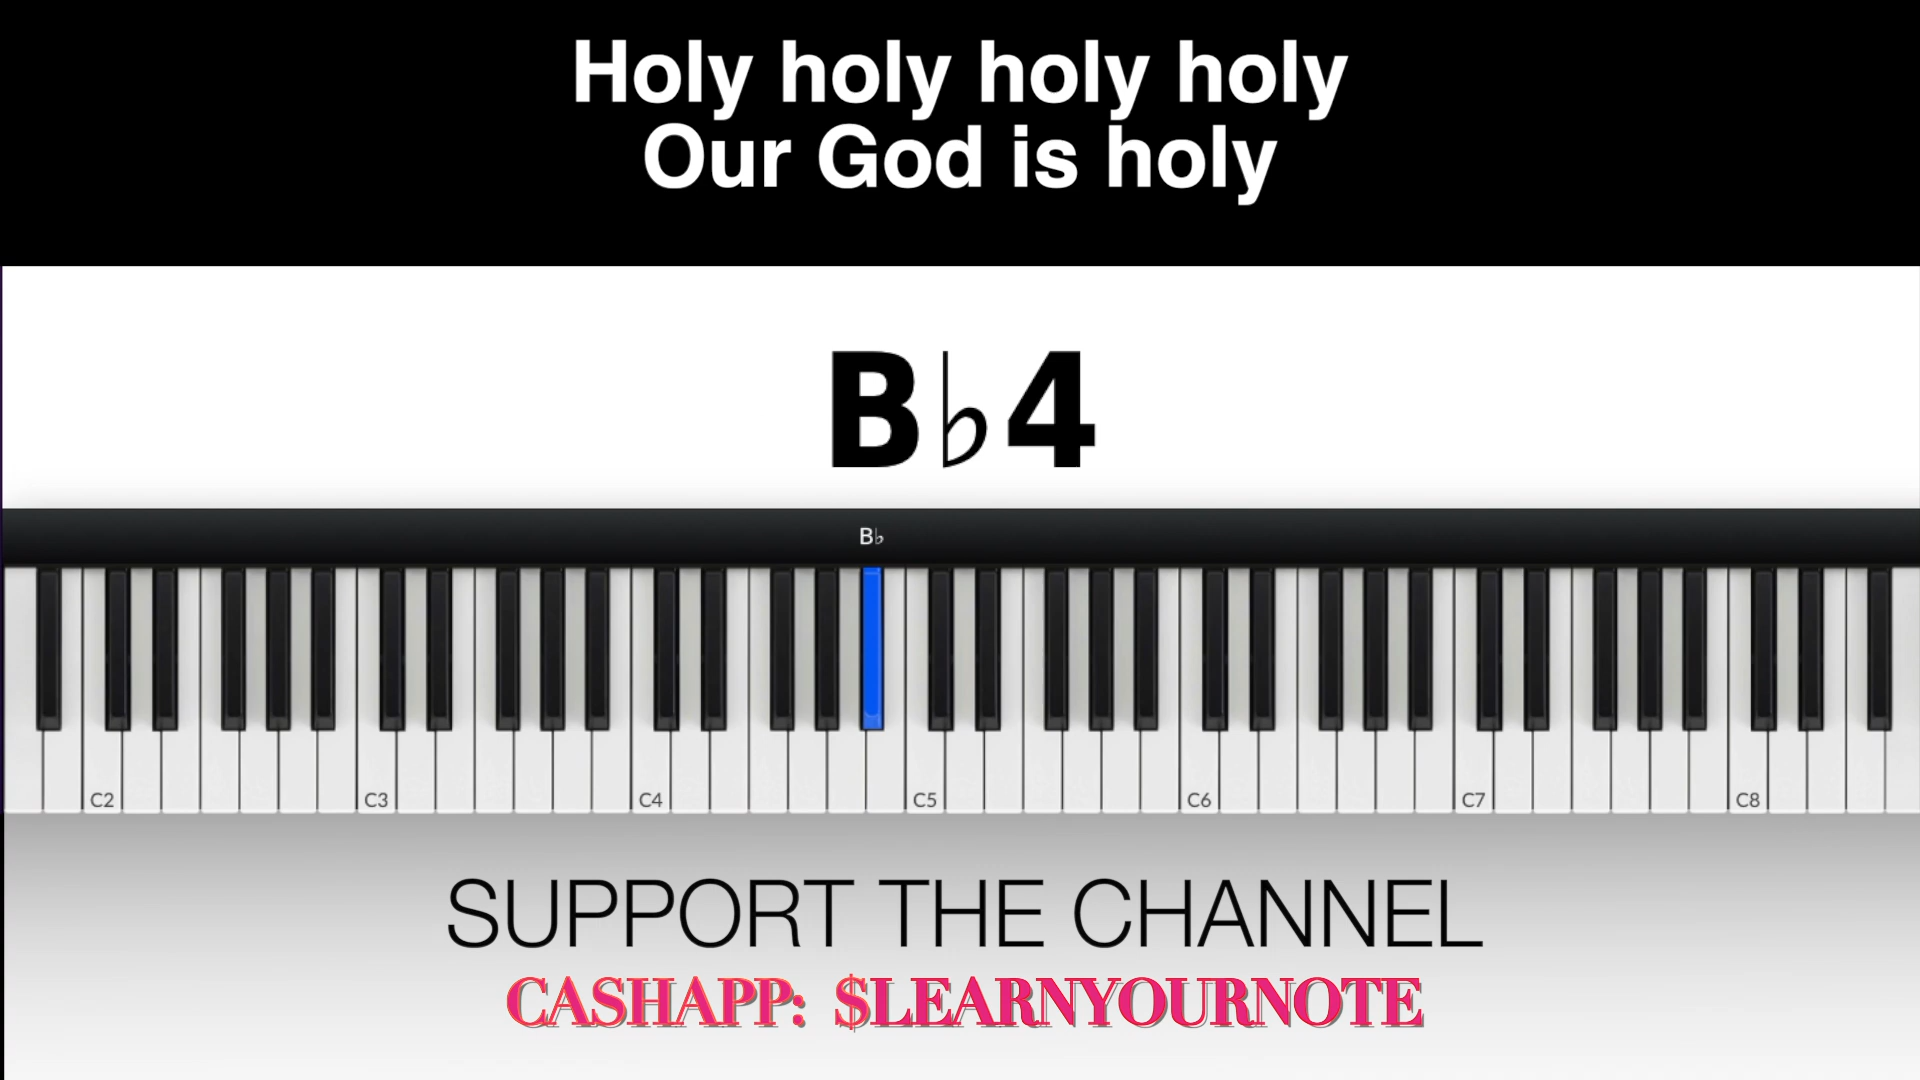 Holy holy holy holy
Our God is holy
B♭4
B♭
C2 C3 C4 C5 C6 C7 C8
SUPPORT THE CHANNEL
CASHAPP: $LEARNYOURNOTE